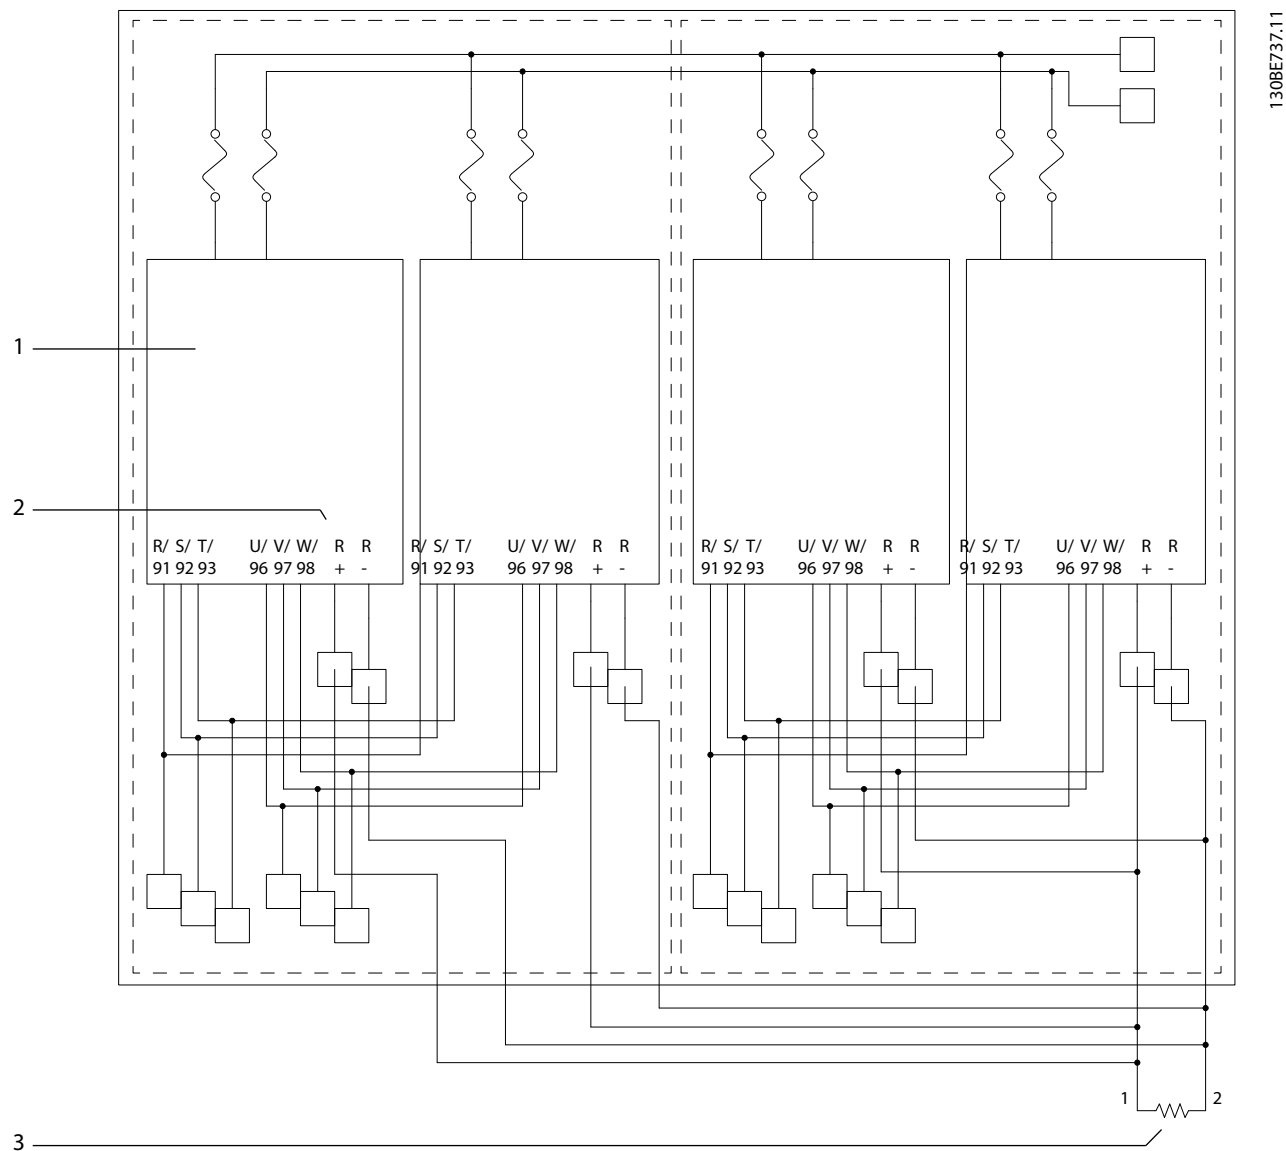 130BE737.11
1
2
R/ S/ T/ U/ V/ W/ R R R/ S/ T/ U/ V/ W/ R R R/ S/ T/ U/ V/ W/ R R R/ S/ T/ U/ V/ W/ R R
91 92 93 96 97 98 + - 91 92 93 96 97 98 + - 91 92 93 96 97 98 + - 91 92 93 96 97 98 + -
1 2
3